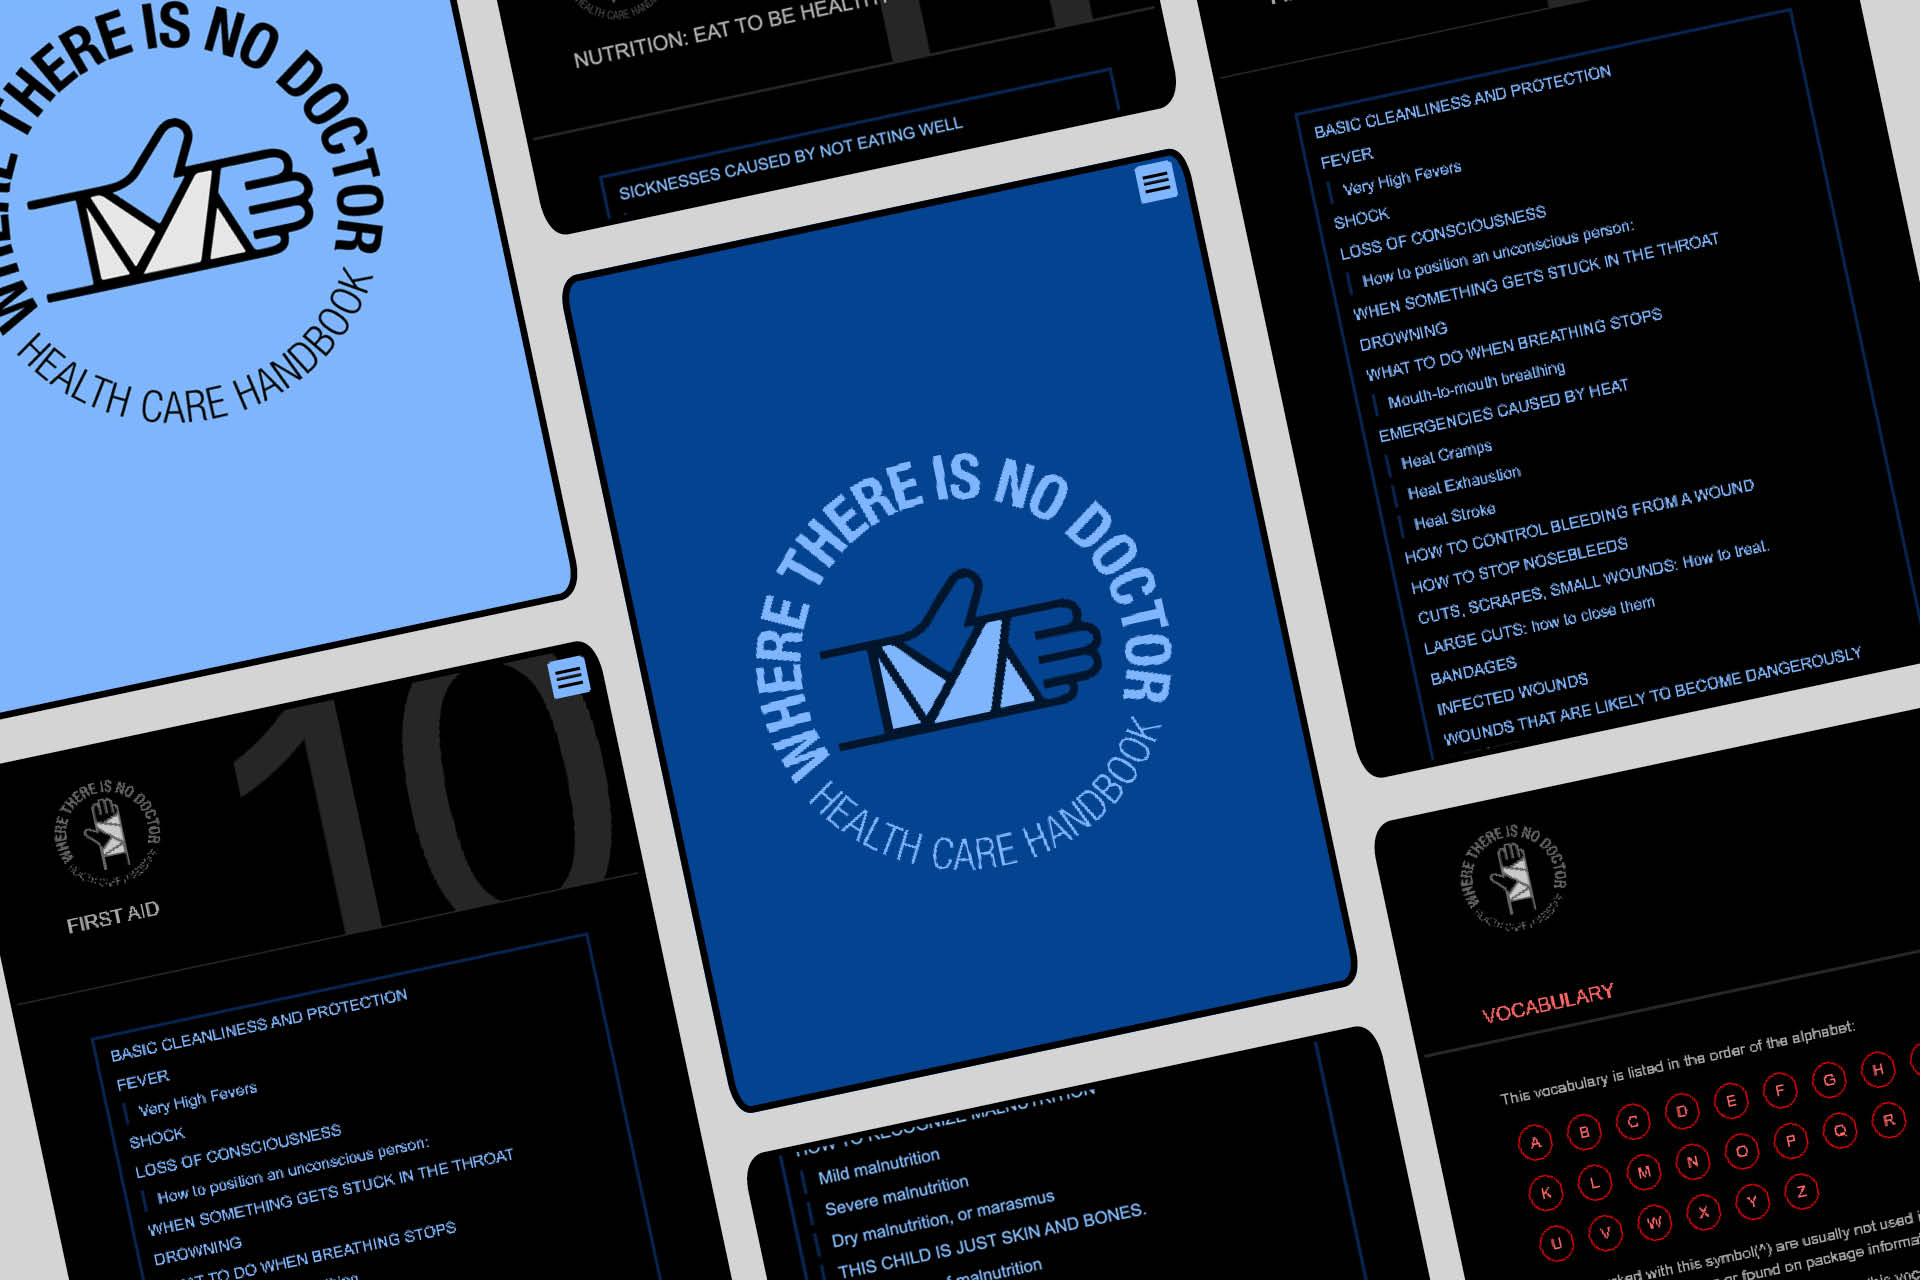 WHERE THERE IS NO DOCTOR
HEALTH CARE HANDBOOK
HEALTH CARE
NUTRITION: EAT TO BE HEALTHY
SICKNESSES CAUSED BY NOT EATING WELL
BASIC CLEANLINESS AND PROTECTION
FEVER
Very High Fevers
SHOCK
LOSS OF CONSCIOUSNESS
How to position an unconscious person:
WHEN SOMETHING GETS STUCK IN THE THROAT
DROWNING
WHAT TO DO WHEN BREATHING STOPS
Mouth-to-mouth breathing
EMERGENCIES CAUSED BY HEAT
Heat Cramps
Heat Exhaustion
Heat Stroke
HOW TO CONTROL BLEEDING FROM A WOUND
HOW TO STOP NOSEBLEEDS
CUTS, SCRAPES, SMALL WOUNDS: How to treat.
LARGE CUTS: how to close them
BANDAGES
INFECTED WOUNDS
WOUNDS THAT ARE LIKELY TO BECOME DANGEROUSLY
WHERE THERE IS NO DOCTOR
HEALTH CARE HANDBOOK
10
WHERE THERE IS NO DOCTOR
FIRST AID
BASIC CLEANLINESS AND PROTECTION
FEVER
Very High Fevers
SHOCK
LOSS OF CONSCIOUSNESS
How to position an unconscious person:
WHEN SOMETHING GETS STUCK IN THE THROAT
DROWNING
TO DO WHEN BREATHING STOPS
HOW TO RECOGNIZE MALNUTRITION
Mild malnutrition
Severe malnutrition
Dry malnutrition, or marasmus
THIS CHILD IS JUST SKIN AND BONES.
of malnutrition
WHERE THERE IS NO DOCTOR
VOCABULARY
This vocabulary is listed in the order of the alphabet:
A B C D E F G H
K L M N O P Q R
U V W X Y Z
with this symbol(^) are usually not used
or found on package